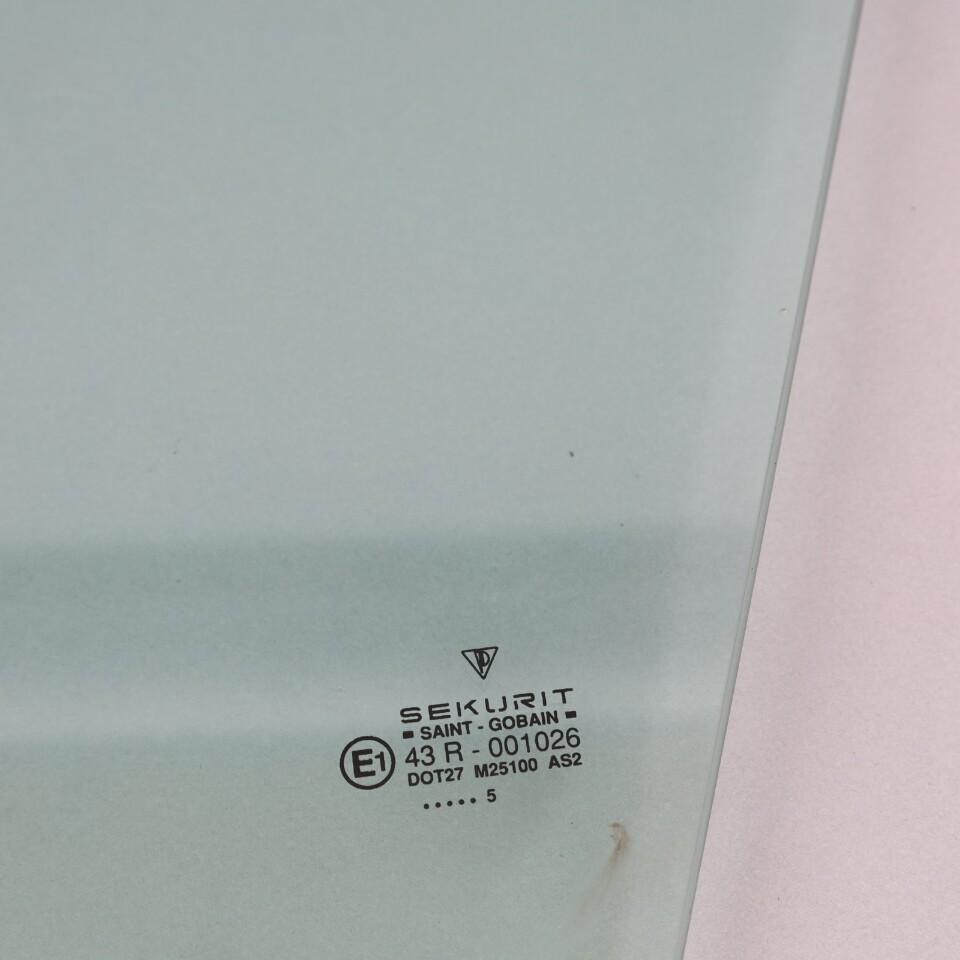 P
SEKURIT
SAINT - GOBAIN
E1
43 R - 001026
DOT27 M25100 AS2
..... 5